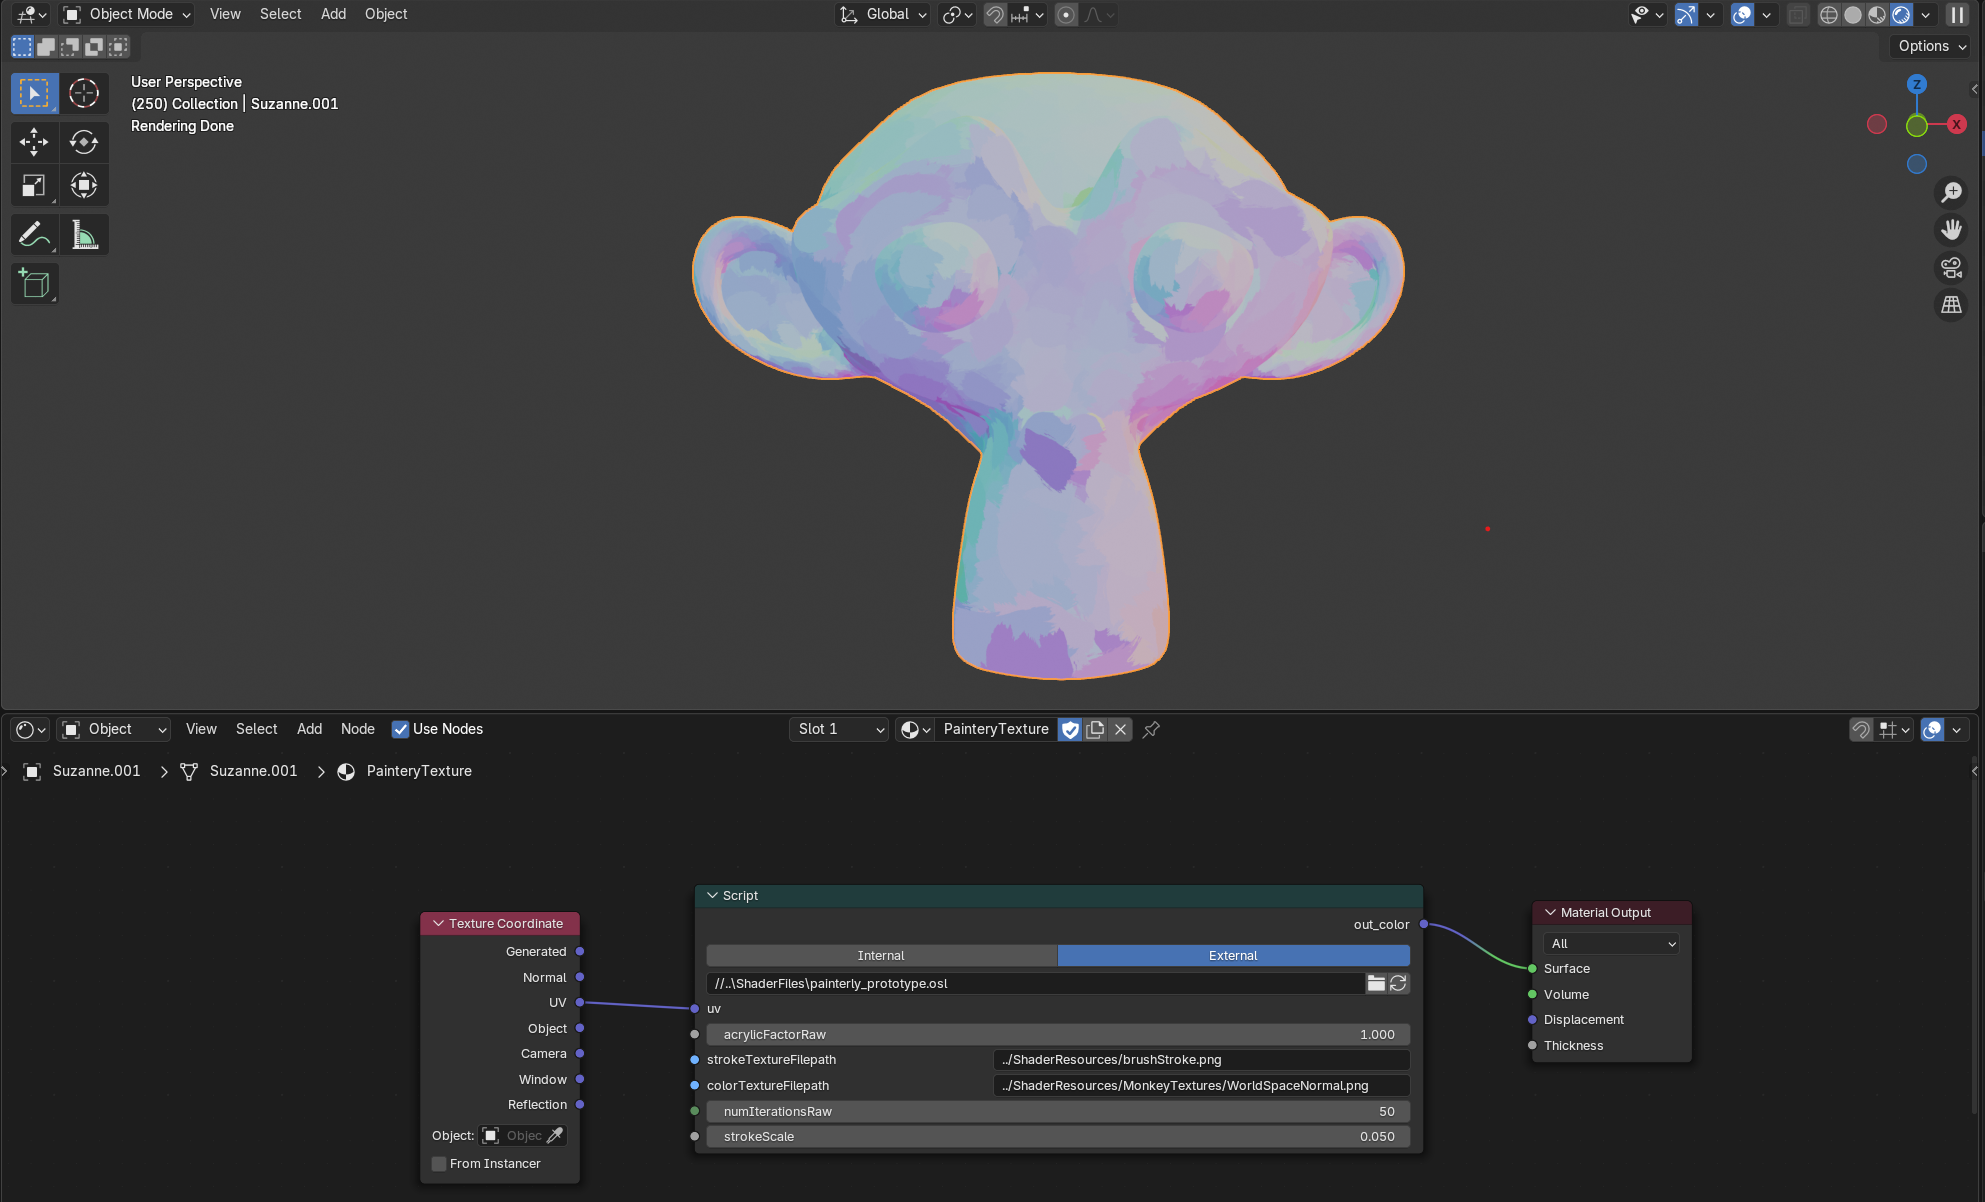 Object Mode View Select Add Object Global
Options
User Perspective
(250) Collection | Suzanne.001
Rendering Done
Z
X
Object View Select Add Node Use Nodes Slot 1 PainteryTexture
Suzanne.001 Suzanne.001 PainteryTexture
Texture Coordinate
Generated
Normal
UV
Object
Camera
Window
Reflection
Object: Objec
From Instancer
Script
out_color
Internal External
//..\ShaderFiles\painterly_prototype.osl
uv
acrylicFactorRaw 1.000
strokeTextureFilepath ../ShaderResources/brushStroke.png
colorTextureFilepath ../ShaderResources/MonkeyTextures/WorldSpaceNormal.png
numIterationsRaw 50
strokeScale 0.050
Material Output
All
Surface
Volume
Displacement
Thickness